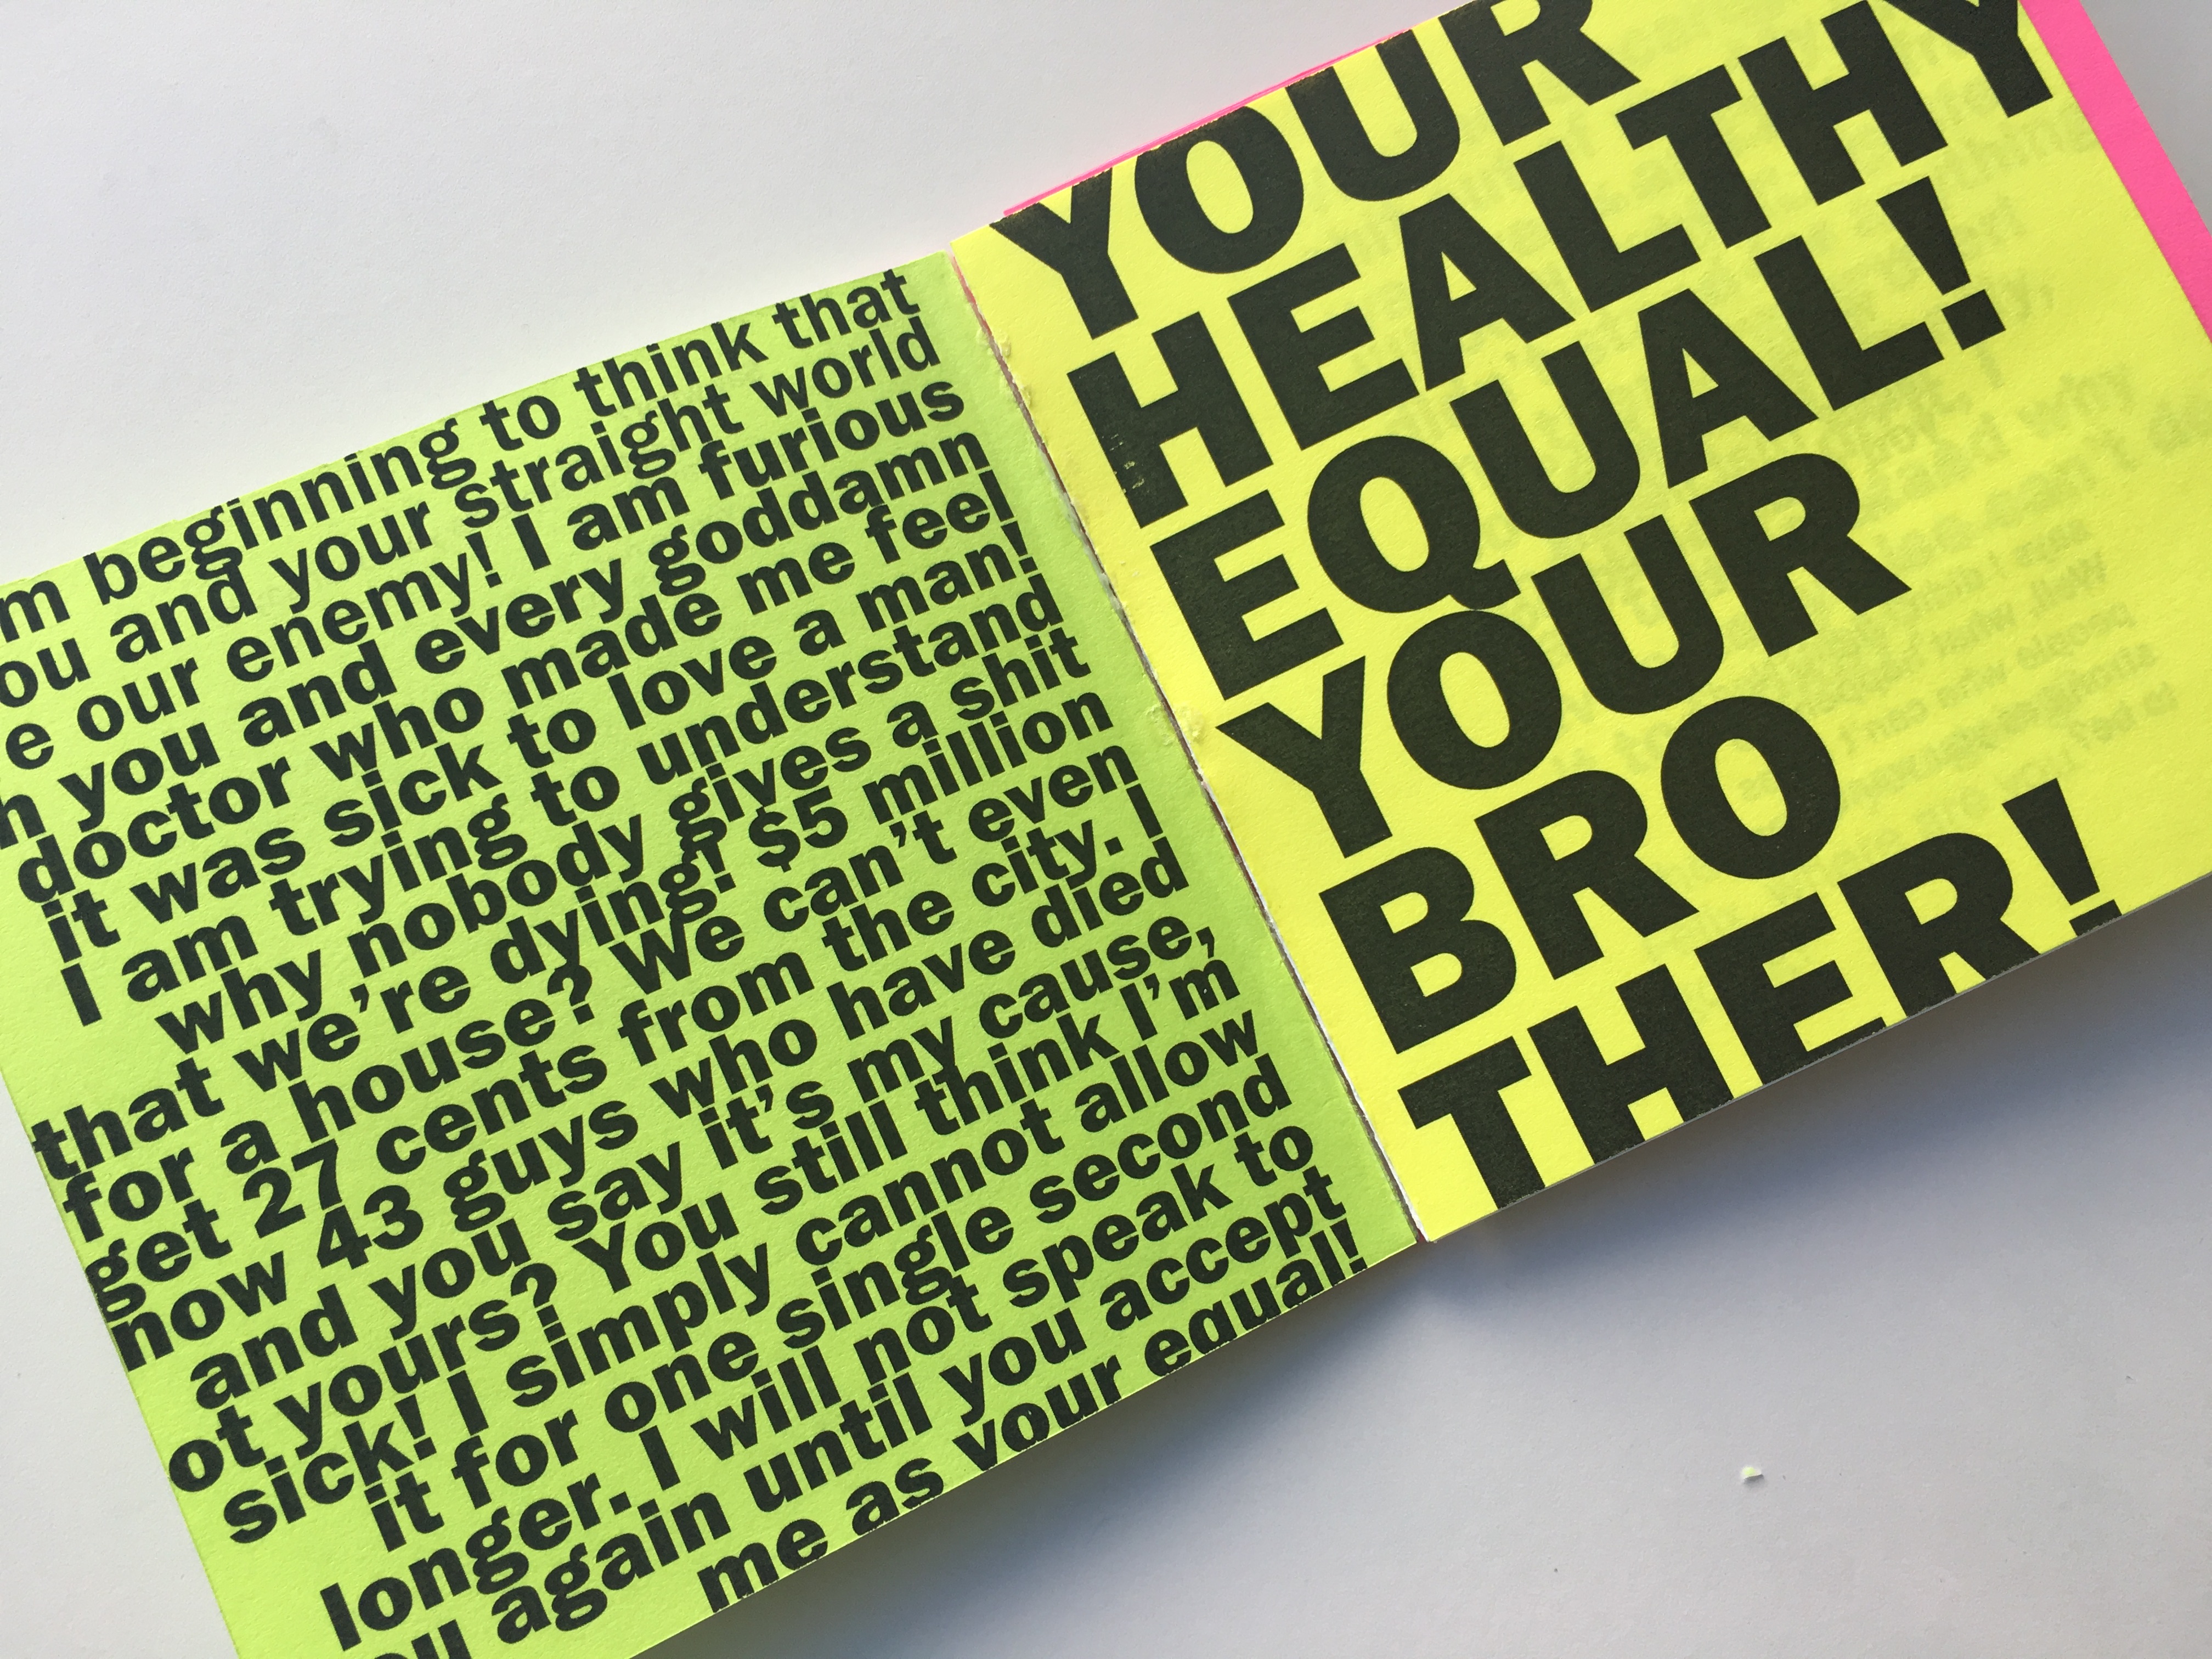 m beginning to think that
ou and your straight world
e our enemy! I am furious
h you and every goddamn
doctor who made me feel
it was sick to love a man!
I am trying to understand
why nobody gives a shit
that we're dying! $5 million
for a house? We can't even
get 27 cents from the city. I
now 43 guys who have died
and you say it's my cause,
ot yours? You still think I'm
sick! I simply cannot allow
it for one single second
longer. I will not speak to
ou again until you accept
me as your equal!
YOUR
HEALTHY
EQUAL!
YOUR
BRO
THER!